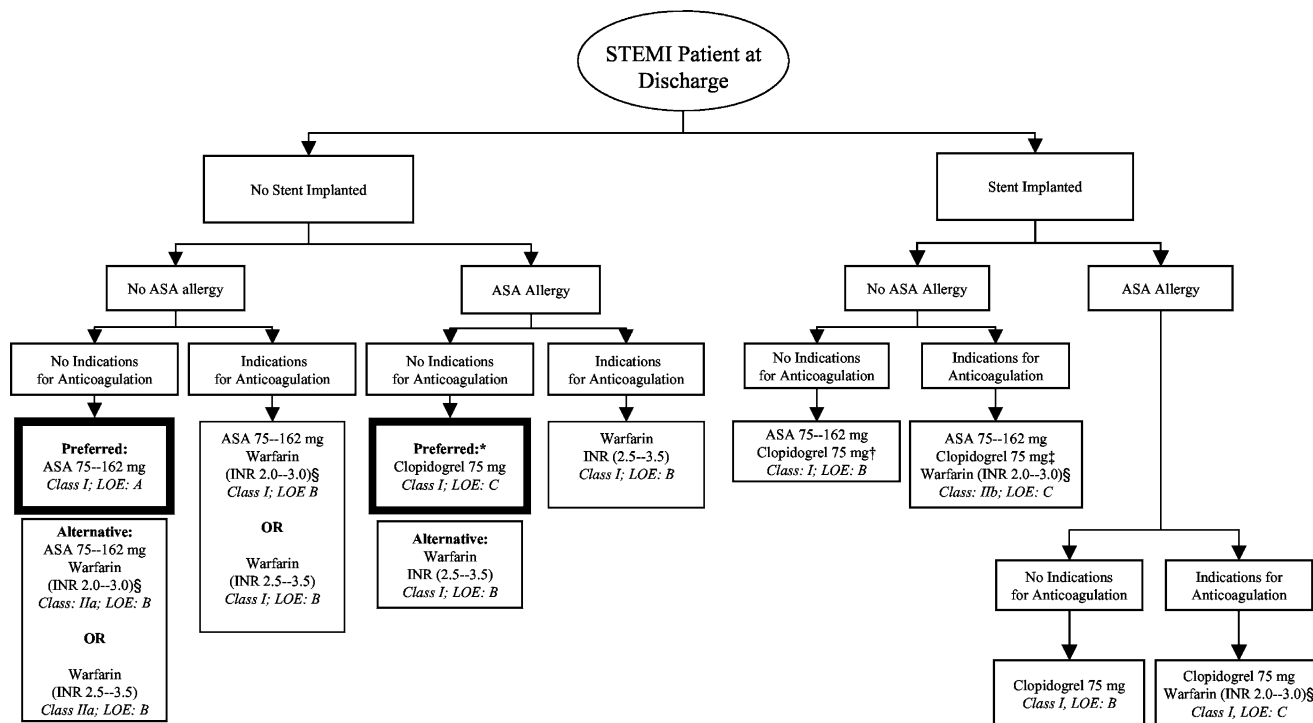 STEMI Patient at
Discharge
No Stent Implanted
Stent Implanted
No ASA allergy
ASA Allergy
No ASA Allergy
ASA Allergy
No Indications
for Anticoagulation
Indications
for Anticoagulation
No Indications
for Anticoagulation
Indications
for Anticoagulation
No Indications
for Anticoagulation
Indications for
Anticoagulation
Preferred:
ASA 75--162 mg
Class I; LOE: A
Alternative:
ASA 75--162 mg
Warfarin
(INR 2.0--3.0)§
Class: IIa; LOE: B
OR
Warfarin
(INR 2.5--3.5)
Class IIa; LOE: B
ASA 75--162 mg
Warfarin
(INR 2.0--3.0)§
Class I; LOE B
OR
Warfarin
(INR 2.5--3.5)
Class I; LOE: B
Preferred:*
Clopidogrel 75 mg
Class I; LOE: C
Alternative:
Warfarin
INR (2.5--3.5)
Class I; LOE: B
Warfarin
INR (2.5--3.5)
Class I; LOE: B
ASA 75--162 mg
Clopidogrel 75 mg†
Class: I; LOE: B
ASA 75--162 mg
Clopidogrel 75 mg‡
Warfarin (INR 2.0--3.0)§
Class: IIb; LOE: C
No Indications
for Anticoagulation
Indications for
Anticoagulation
Clopidogrel 75 mg
Class I, LOE: B
Clopidogrel 75 mg
Warfarin (INR 2.0--3.0)§
Class I, LOE: C